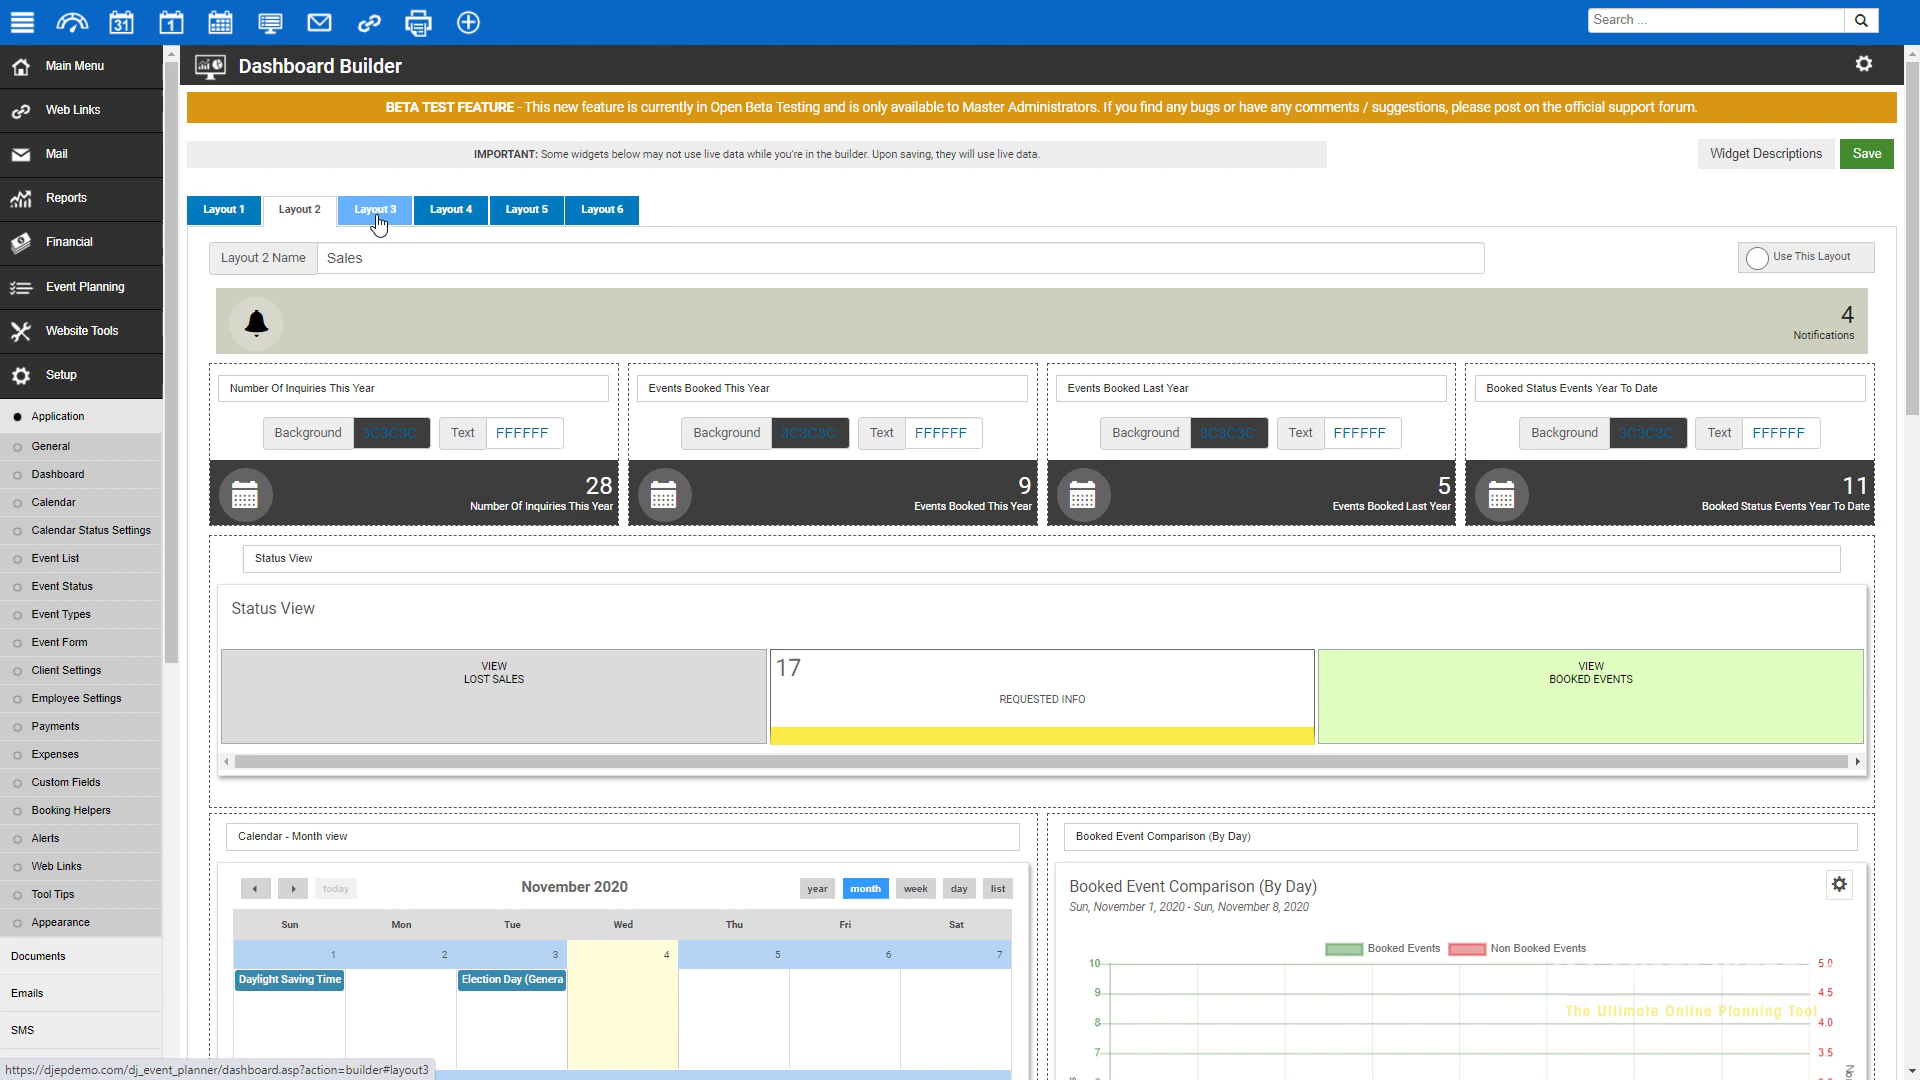 31
1
Search ...
Main Menu
Web Links
Mail
Reports
Financial
Event Planning
Website Tools
Setup
Application
General
Dashboard
Calendar
Calendar Status Settings
Event List
Event Status
Event Types
Event Form
Client Settings
Employee Settings
Payments
Expenses
Custom Fields
Booking Helpers
Alerts
Web Links
Tool Tips
Appearance
Documents
Emails
SMS
https://djepdemo.com/dj_event_planner/dashboard.asp?action=builder#layout3
Dashboard Builder
BETA TEST FEATURE - This new feature is currently in Open Beta Testing and is only available to Master Administrators. If you find any bugs or have any comments / suggestions, please post on the official support forum.
IMPORTANT: Some widgets below may not use live data while you're in the builder. Upon saving, they will use live data.
Widget Descriptions
Save
Layout 1 Layout 2 Layout 3 Layout 4 Layout 5 Layout 6
Layout 2 Name Sales
Use This Layout
4
Notifications
Number Of Inquiries This Year
Background 3C3C3C Text FFFFFF
28
Number Of Inquiries This Year
Events Booked This Year
Background 3C3C3C Text FFFFFF
9
Events Booked This Year
Events Booked Last Year
Background 3C3C3C Text FFFFFF
5
Events Booked Last Year
Booked Status Events Year To Date
Background 3C3C3C Text FFFFFF
11
Booked Status Events Year To Date
Status View
Status View
VIEW
LOST SALES
17
REQUESTED INFO
VIEW
BOOKED EVENTS
Calendar - Month view
today
November 2020
year month week day list
Sun Mon Tue Wed Thu Fri Sat
1 2 3 4 5 6 7
Daylight Saving Time
Election Day (Genera
Booked Event Comparison (By Day)
Booked Event Comparison (By Day)
Sun, November 1, 2020 - Sun, November 8, 2020
Booked Events Non Booked Events
10 5.0
9 4.5
The Ultimate Online Planning Tool
8 4.0
7 3.5